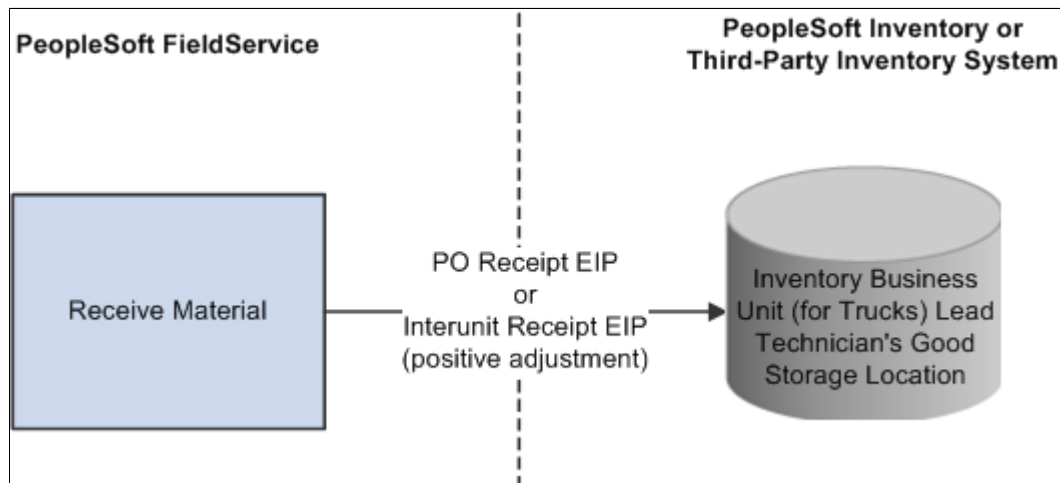 PeopleSoft FieldService
PeopleSoft Inventory or
Third-Party Inventory System
Receive Material
PO Receipt EIP
or
Interunit Receipt EIP
(positive adjustment)
Inventory Business
Unit (for Trucks) Lead
Technician's Good
Storage Location